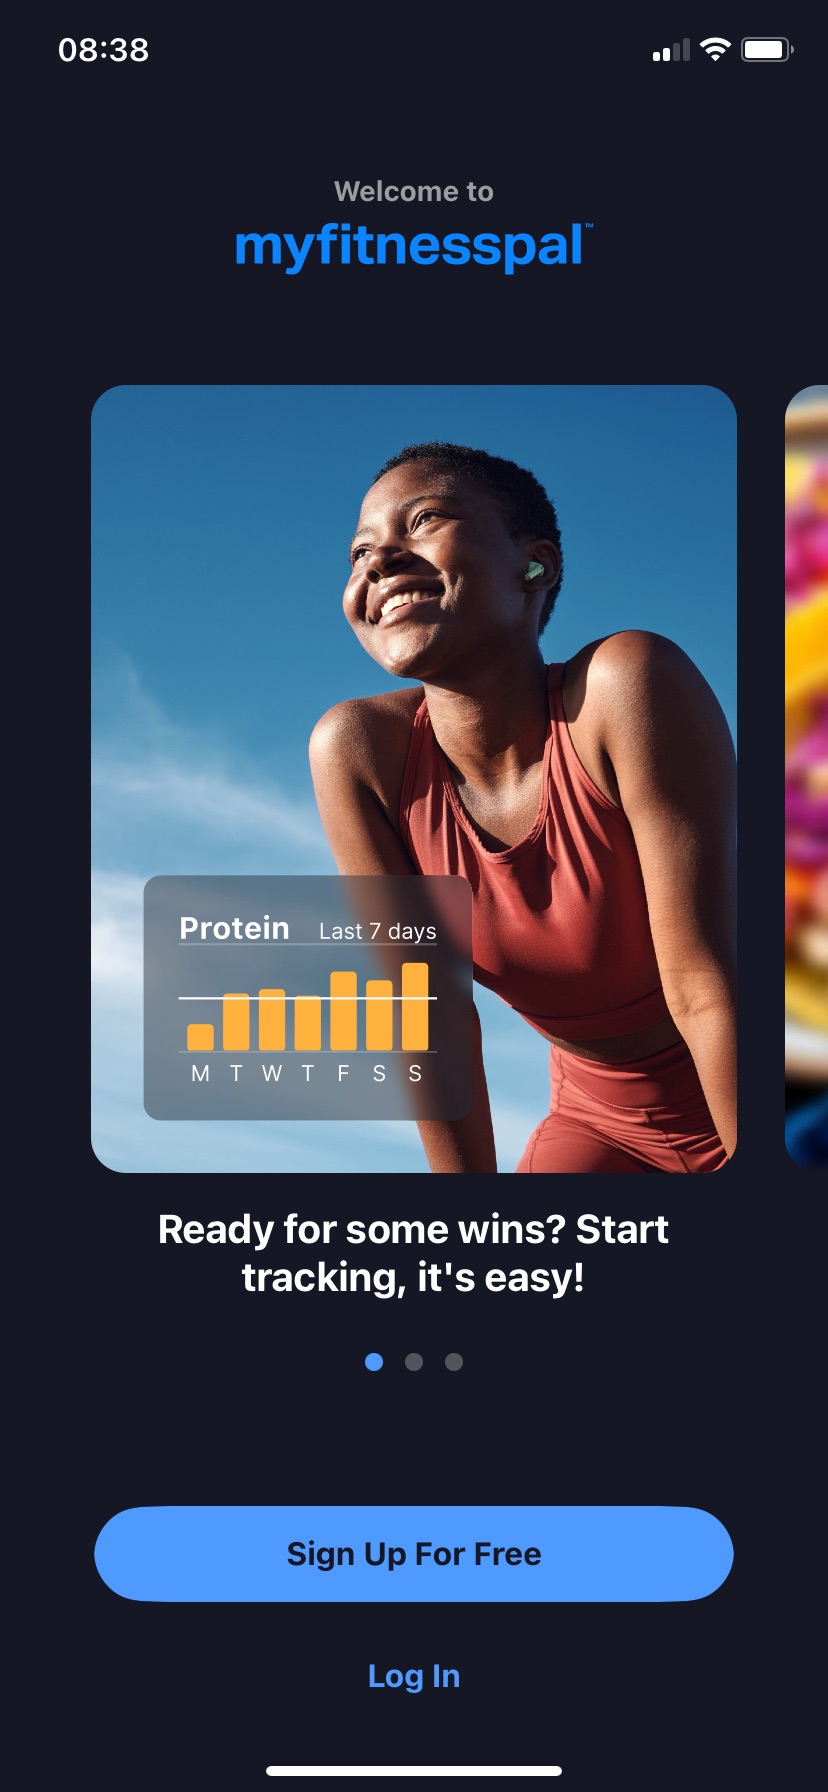 08:38
Welcome to
myfitnesspal™
Protein Last 7 days
M T W T F S S
Ready for some wins? Start
tracking, it's easy!
Sign Up For Free
Log In